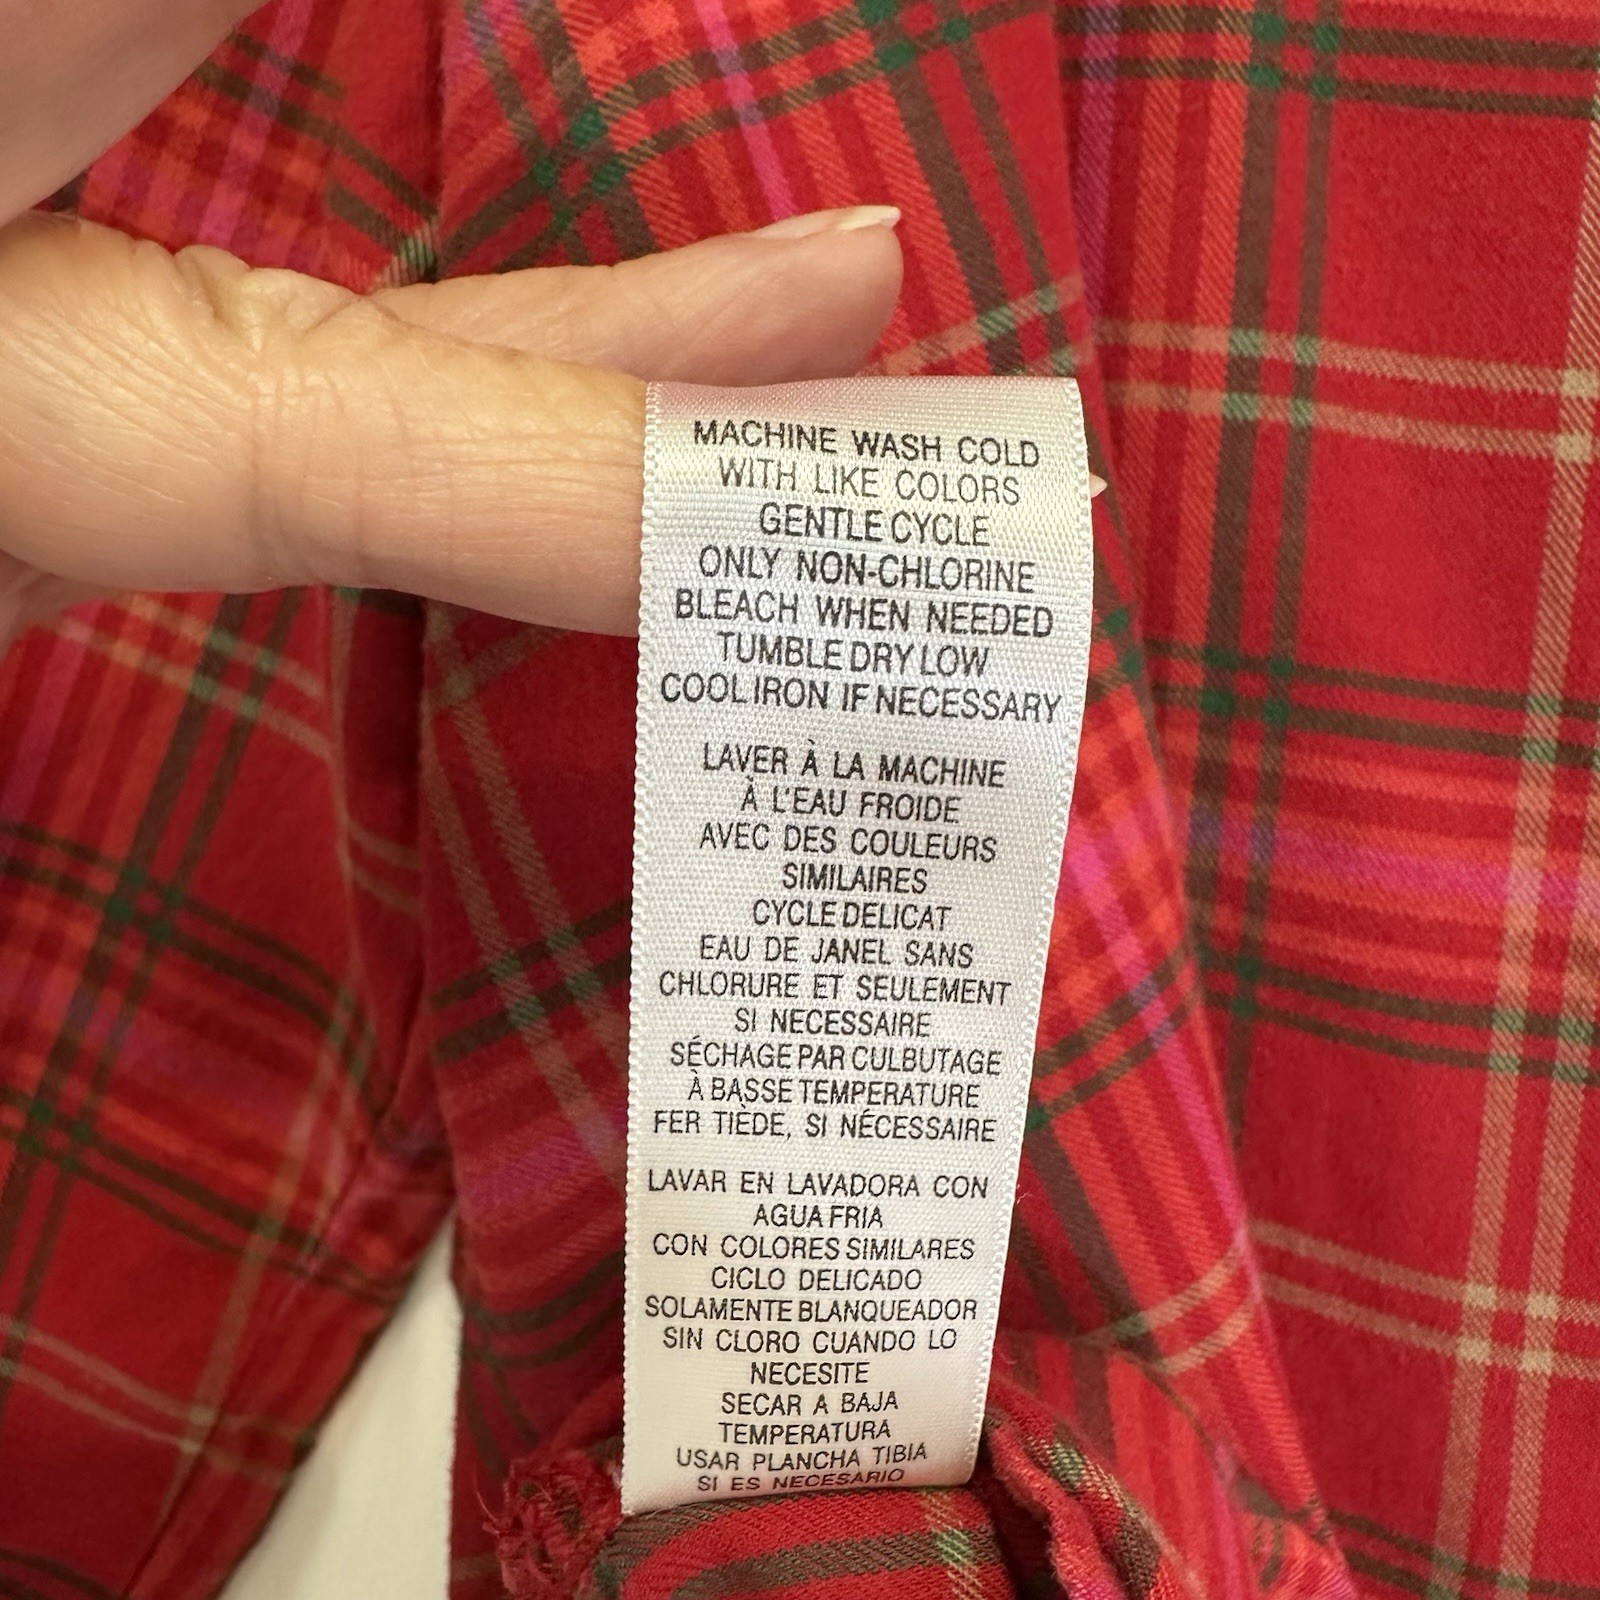 MACHINE WASH COLD
WITH LIKE COLORS
GENTLE CYCLE
ONLY NON-CHLORINE
BLEACH WHEN NEEDED
TUMBLE DRY LOW
COOL IRON IF NECESSARY
LAVER À LA MACHINE
À L'EAU FROIDE
AVEC DES COULEURS
SIMILAIRES
CYCLE DELICAT
EAU DE JANEL SANS
CHLORURE ET SEULEMENT
SI NECESSAIRE
SÉCHAGE PAR CULBUTAGE
À BASSE TEMPERATURE
FER TIÈDE, SI NÉCESSAIRE
LAVAR EN LAVADORA CON
AGUA FRIA
CON COLORES SIMILARES
CICLO DELICADO
SOLAMENTE BLANQUEADOR
SIN CLORO CUANDO LO
NECESITE
SECAR A BAJA
TEMPERATURA
USAR PLANCHA TIBIA
SI ES NECESARIO